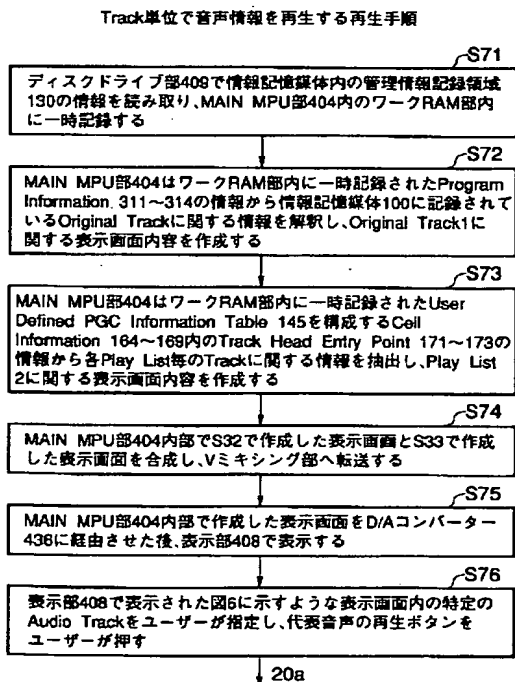 Track単位で音声情報を再生する再生手順
S71
ディスクドライブ部409で情報記憶媒体内の管理情報記録領域
130の情報を読み取り、MAIN MPU部404内のワークRAM部内
に一時記録する
S72
MAIN MPU部404はワークRAM部内に一時記録されたProgram
Information 311～314の情報から情報記憶媒体100に記録されて
いるOriginal Trackに関する情報を解釈し、Original Track1に
関する表示画面内容を作成する
S73
MAIN MPU部404はワークRAM部内に一時記録されたUser
Defined PGC Information Table 145を構成するCell
Information 164～169内のTrack Head Entry Point 171～173の
情報から各Play List毎のTrackに関する情報を抽出し、Play List
2に関する表示画面内容を作成する
S74
MAIN MPU部404内部でS32で作成した表示画面とS33で作成
した表示画面を合成し、Vミキシング部へ転送する
S75
MAIN MPU部404内部で作成した表示画面をD/Aコンバーター
436に経由させた後、表示部408で表示する
S76
表示部408で表示された図6に示すような表示画面内の特定の
Audio Trackをユーザーが指定し、代表音声の再生ボタンを
ユーザーが押す
20a